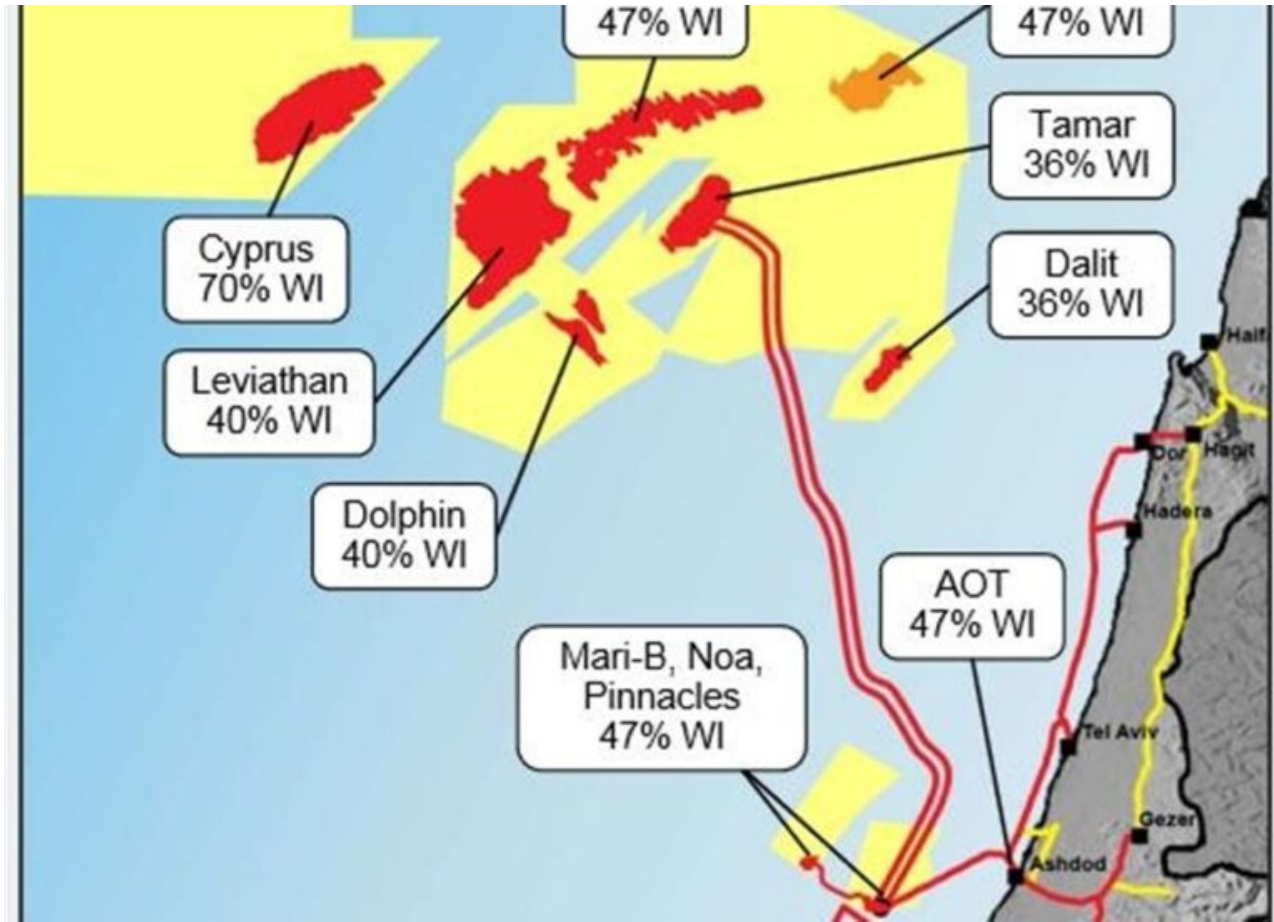 47% WI
47% WI
Tamar
36% WI
Cyprus
70% WI
Dalit
36% WI
Leviathan
40% WI
Dor
Hagit
Dolphin
40% WI
Hadera
AOT
47% WI
Mari-B, Noa,
Pinnacles
47% WI
Tel Aviv
Gezer
Ashdod